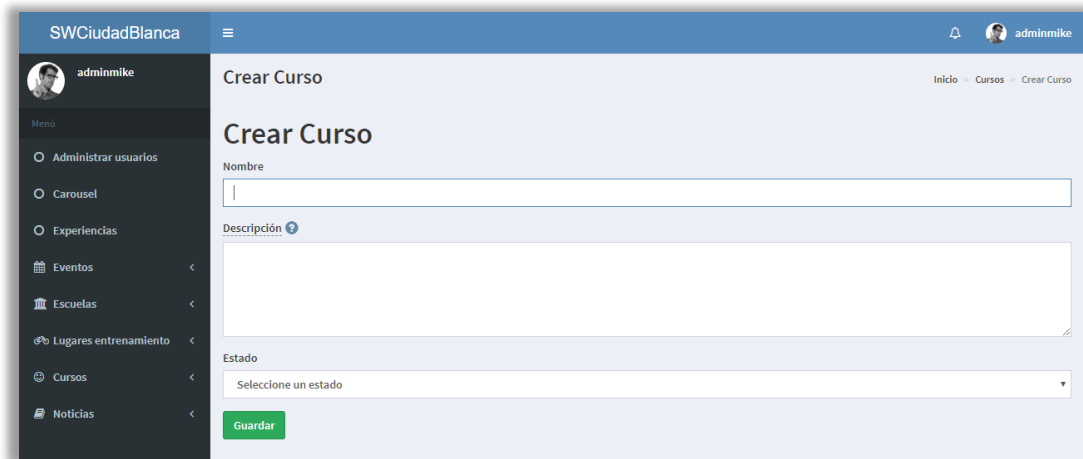 SWCiudadBlanca
adminmike
adminmike
Crear Curso
Inicio > Cursos > Crear Curso
Menú
Administrar usuarios
Carousel
Experiencias
Eventos
Escuelas
Lugares entrenamiento
Cursos
Noticias
Crear Curso
Nombre
Descripción ?
Estado
Seleccione un estado
Guardar